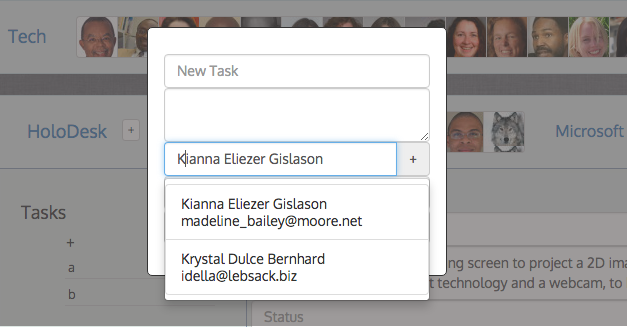 Tech
New Task
HoloDesk +
Microsoft
Kianna Eliezer Gislason +
Tasks
Kianna Eliezer Gislason
madeline_bailey@moore.net
+
Krystal Dulce Bernhard
a
ng screen to project a 2D ima
idella@lebsack.biz
t technology and a webcam, to
b
Status